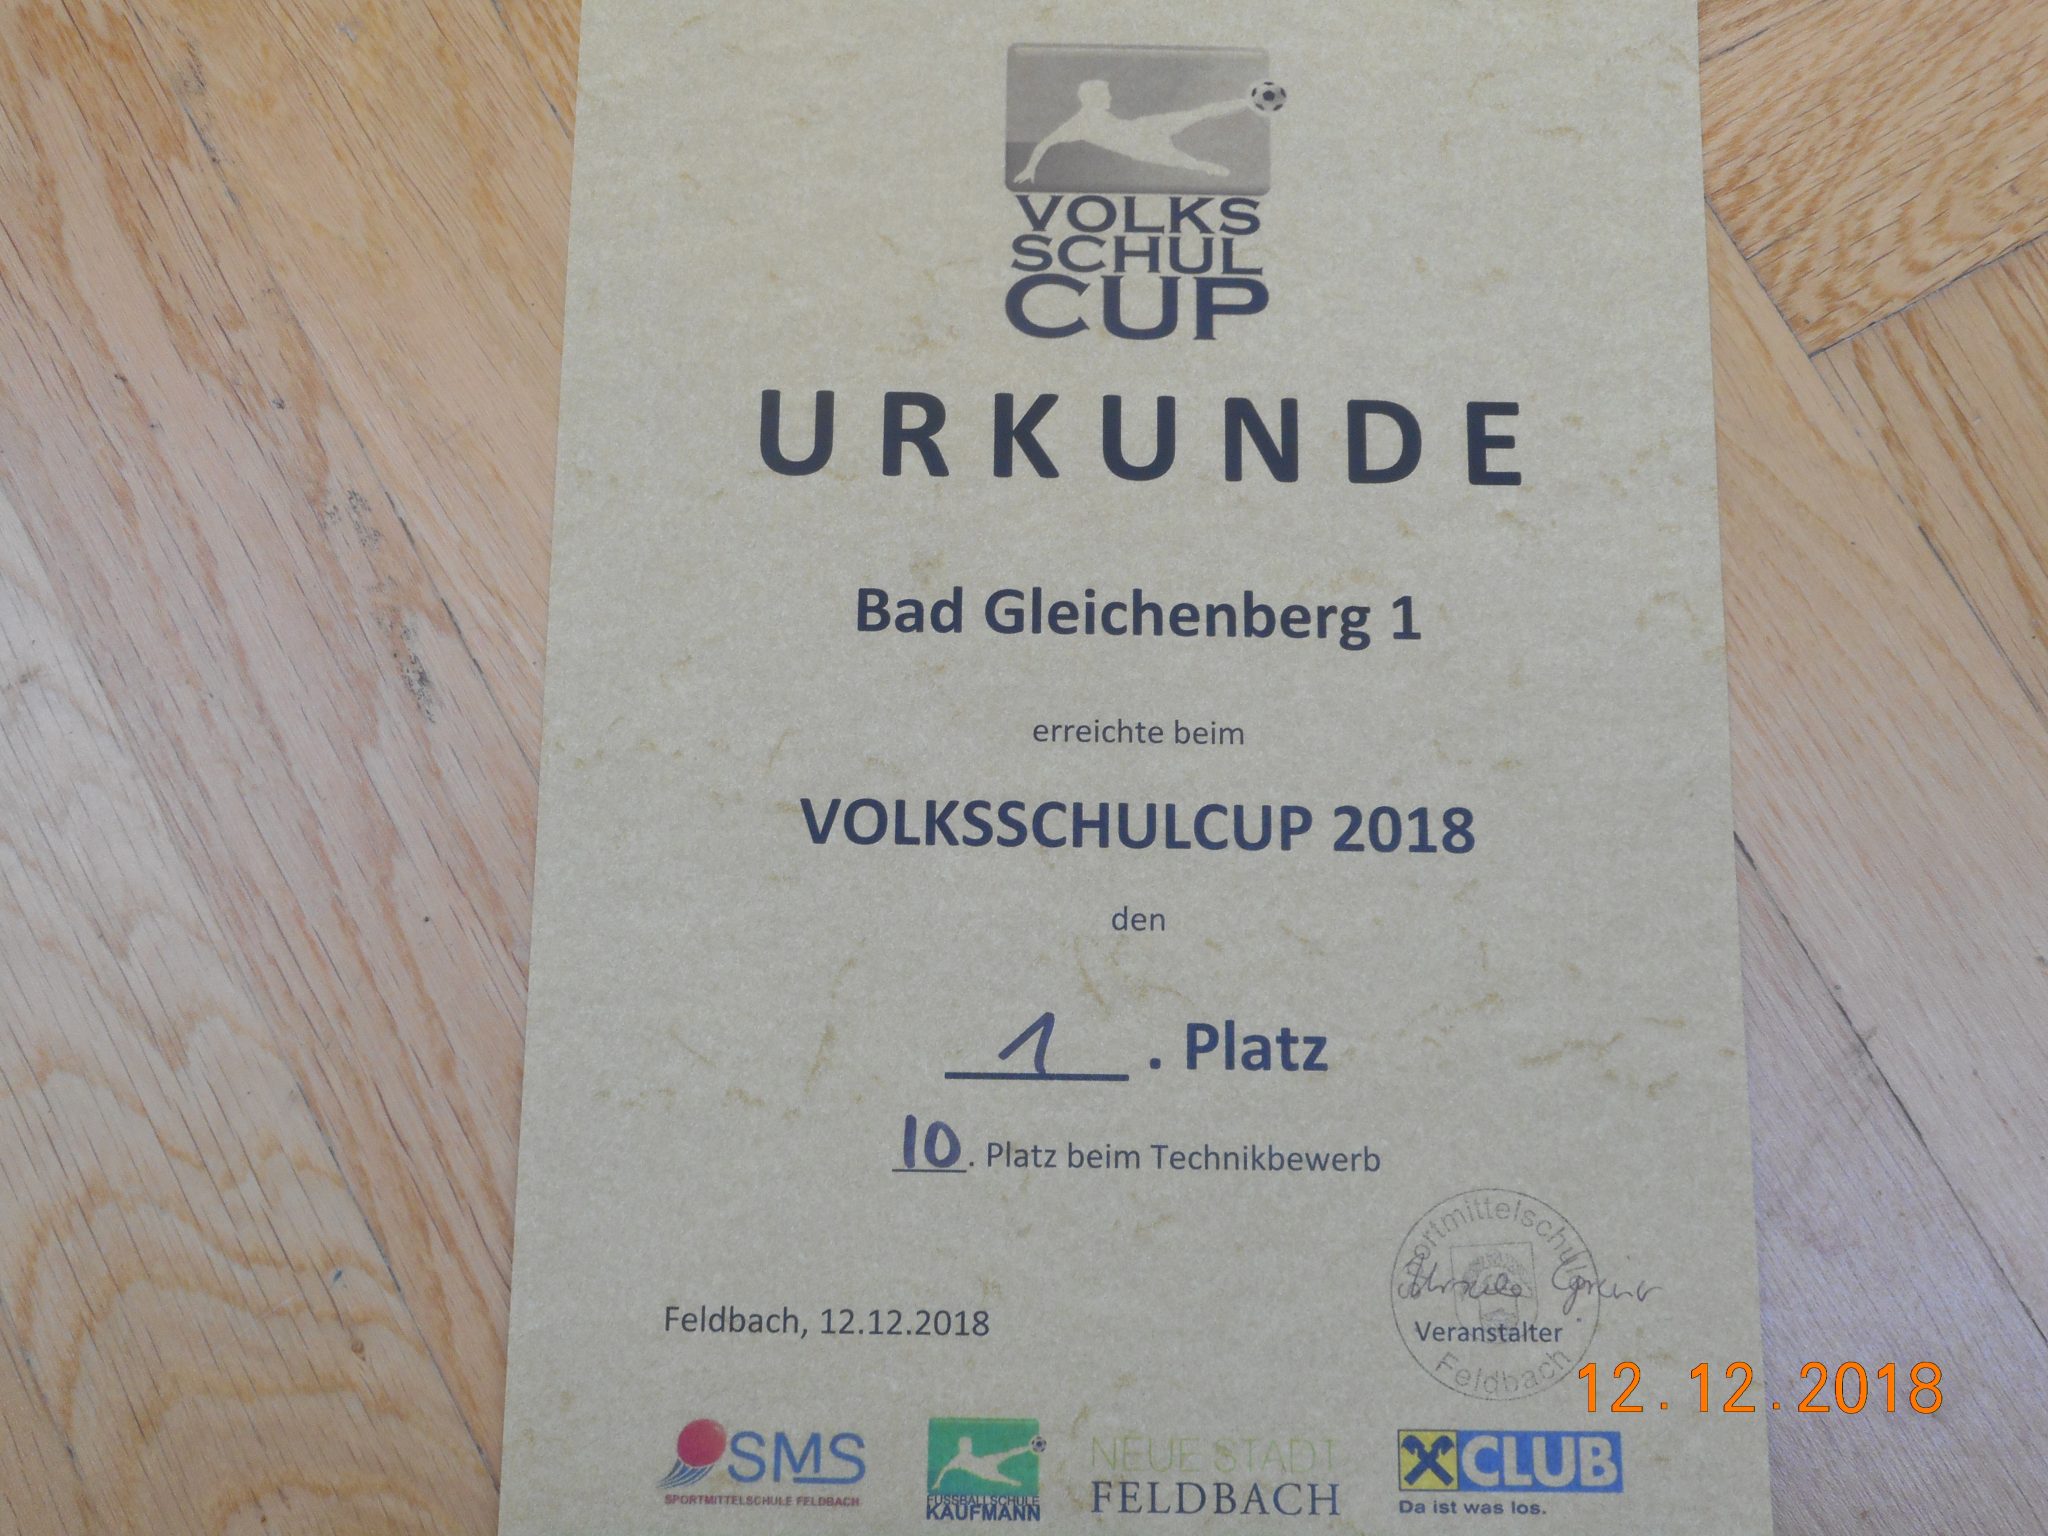 VOLKS
SCHUL
CUP
URKUNDE
Bad Gleichenberg 1
erreichte beim
VOLKSSCHULCUP 2018
den
1. Platz
10. Platz beim Technikbewerb
Sportmittelschule
Feldbach, 12.12.2018
Veranstalter
Feldbach
12.12.2018
SMS
SPORTMITTELSCHULE FELDBACH
FUSSBALLSCHULE
KAUFMANN
NEUE STADT
FELDBACH
CLUB
Da ist was los.